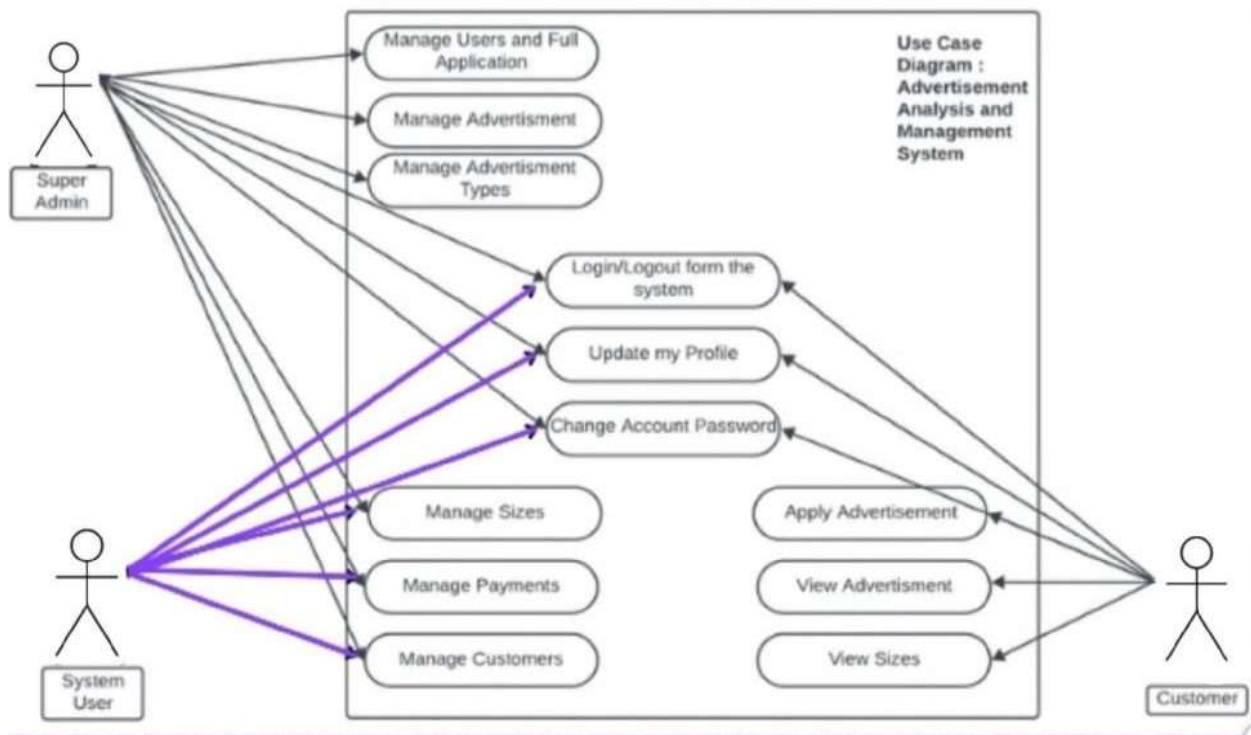 Manage Users and Full
Application
Use Case
Diagram :
Advertisement
Analysis and
Management
System
Manage Advertisment
Manage Advertisment
Types
Super
Admin
Login/Logout form the
system
Update my Profile
Change Account Password
Manage Sizes
Apply Advertisement
Manage Payments
View Advertisment
Manage Customers
View Sizes
System
User
Customer